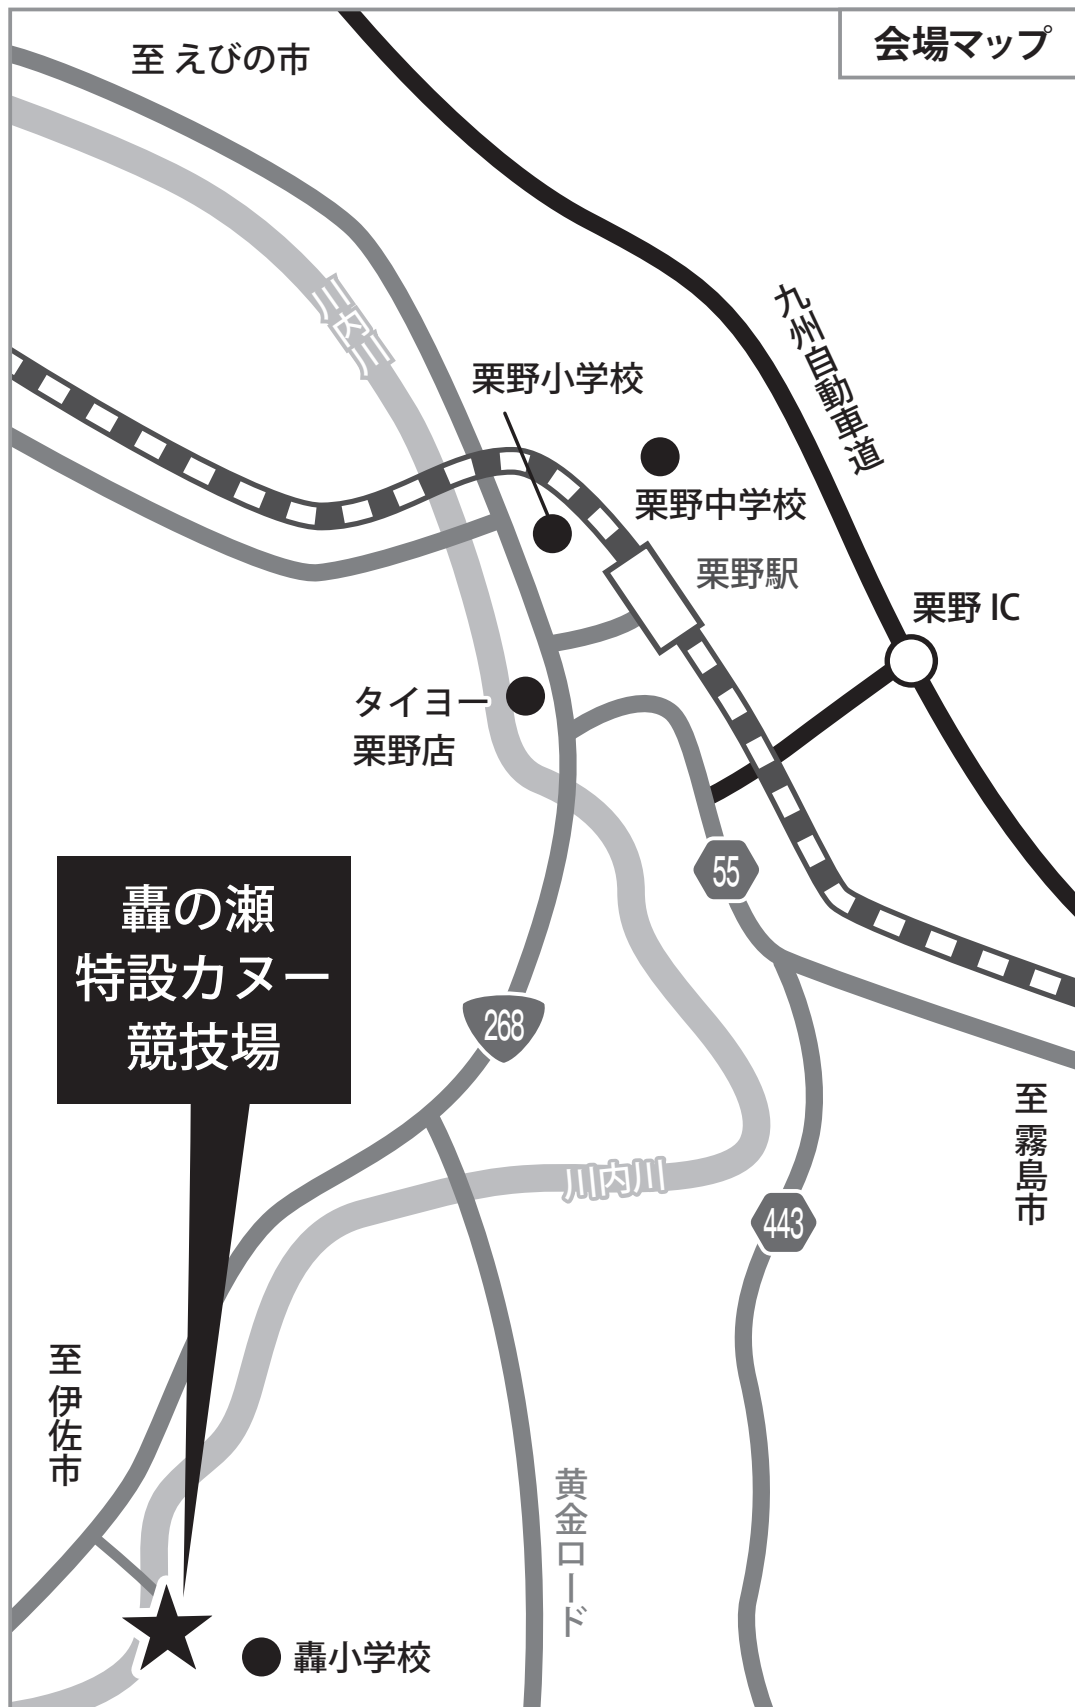 会場マップ
至 えびの市
九州自動車道
川内川
栗野小学校
栗野中学校
栗野駅
栗野 IC
タイヨー
栗野店
55
轟の瀬
特設カヌー
競技場
268
至 霧島市
川内川
443
至 伊佐市
黄金ロード
轟小学校